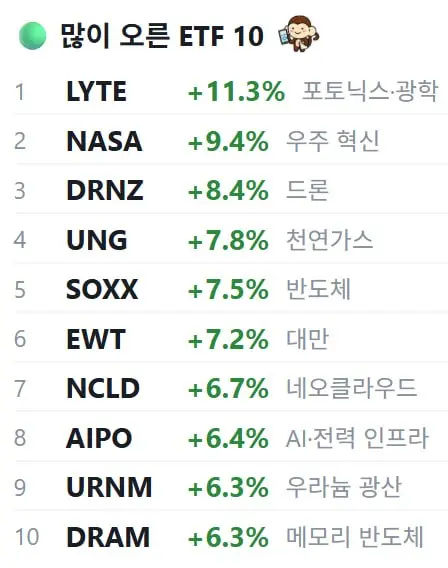 많이 오른 ETF 10
1 LYTE +11.3% 포토닉스·광학
2 NASA +9.4% 우주 혁신
3 DRNZ +8.4% 드론
4 UNG +7.8% 천연가스
5 SOXX +7.5% 반도체
6 EWT +7.2% 대만
7 NCLD +6.7% 네오클라우드
8 AIPO +6.4% AI·전력 인프라
9 URNM +6.3% 우라늄 광산
10 DRAM +6.3% 메모리 반도체